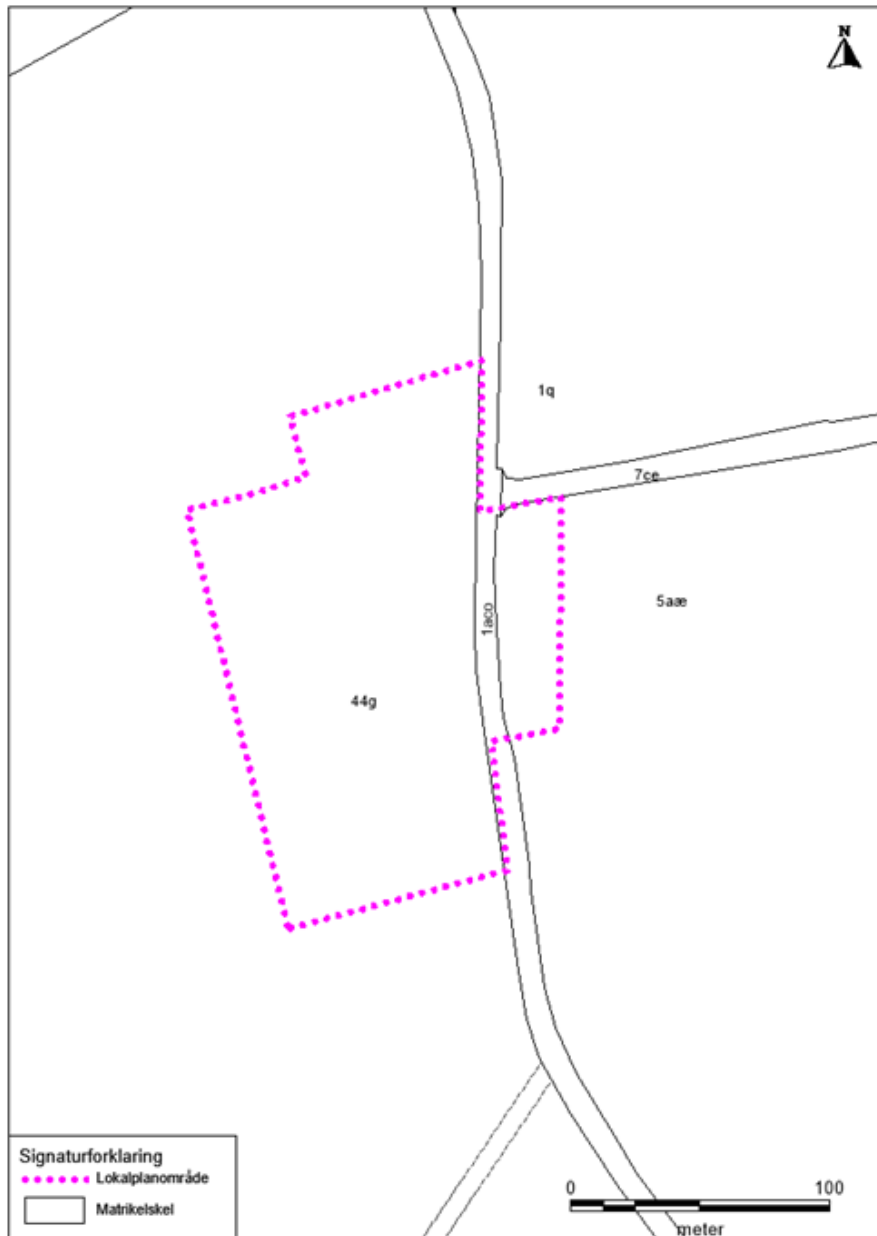 N
1q
7ce
5aæ
1aco
44g
Signaturforklaring
Lokalplanområde
Matrikelskel
0 100
meter